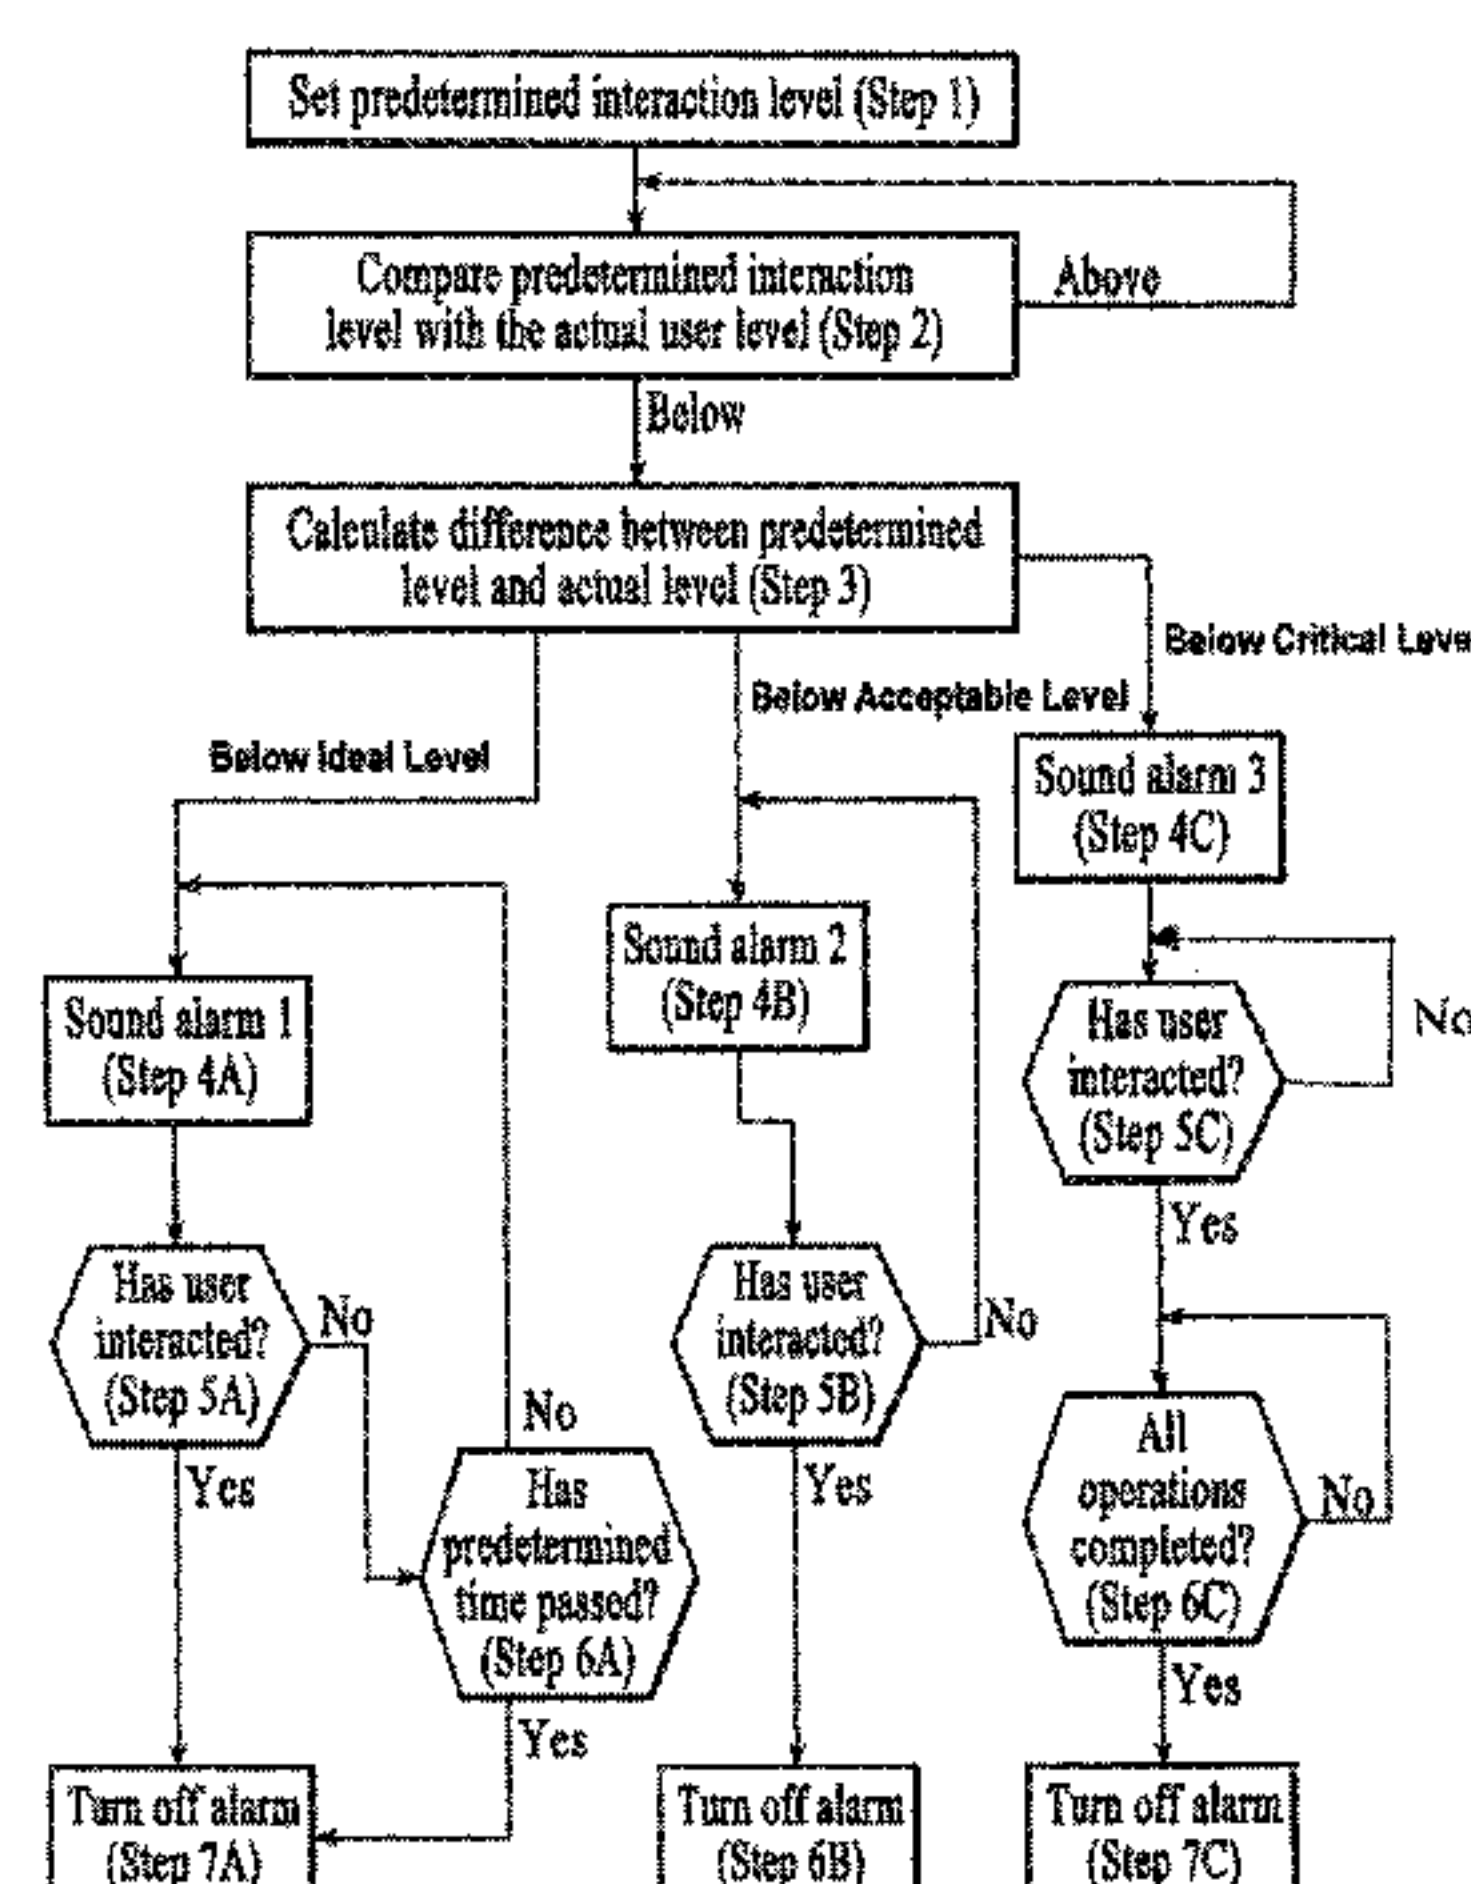 Set predetermined interaction level (Step 1)
Compare predetermined interaction
level with the actual user level (Step 2)
Above
Below
Calculate difference between predetermined
level and actual level (Step 3)
Below Critical Leve
Below Acceptable Level
Below Ideal Level
Sound alarm 3
(Step 4C)
Sound alarm 2
(Step 4B)
Sound alarm 1
(Step 4A)
Has user
interacted?
(Step 5C)
No
Yes
Has user
interacted?
(Step 5A)
No
Yes
Has user
interacted?
(Step 5B)
No
Yes
No
Has
predetermined
time passed?
(Step 6A)
Yes
All
operations
completed?
(Step 6C)
No
Yes
Turn off alarm
(Step 7A)
Turn off alarm
(Step 6B)
Turn off alarm
(Step 7C)